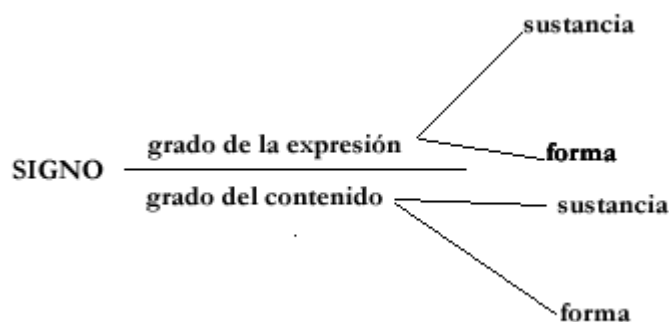 sustancia
grado de la expresión
forma
SIGNO
grado del contenido
sustancia
forma